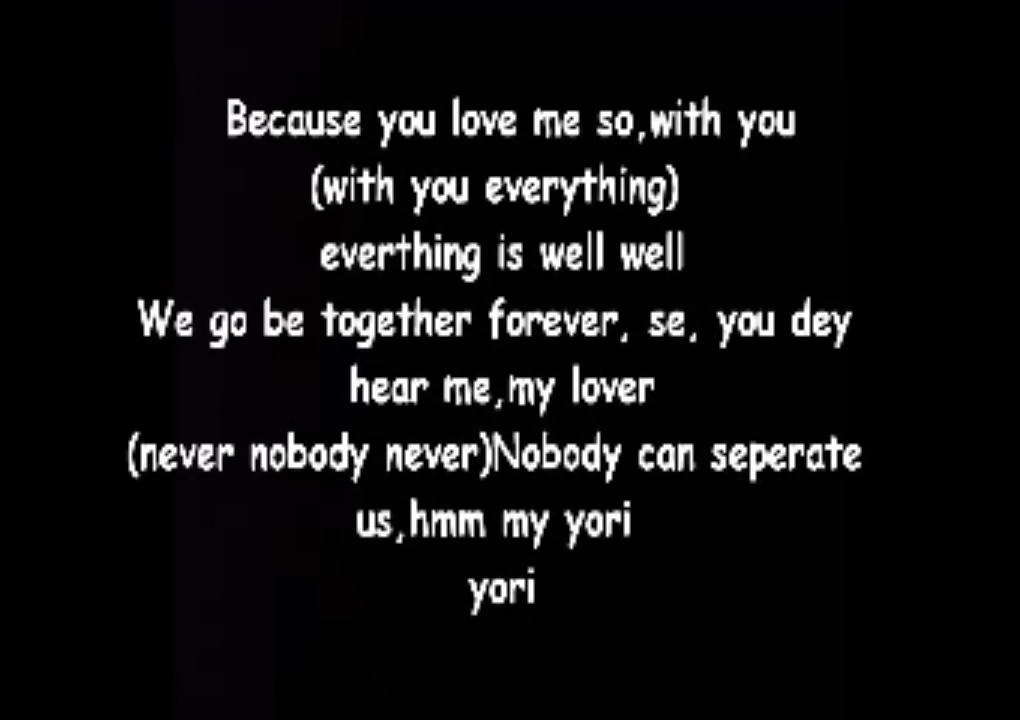 Because you love me so,with you
(with you everything)
everthing is well well
We go be together forever, se, you dey
hear me,my lover
(never nobody never)Nobody can seperate
us,hmm my yori
yori